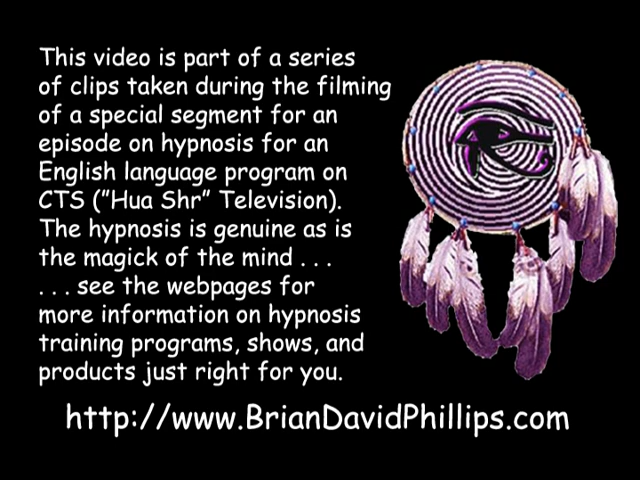 This video is part of a series
of clips taken during the filming
of a special segment for an
episode on hypnosis for an
English language program on
CTS ("Hua Shr" Television).
The hypnosis is genuine as is
the magick of the mind . . .
. . . see the webpages for
more information on hypnosis
training programs, shows, and
products just right for you.
http://www.BrianDavidPhillips.com